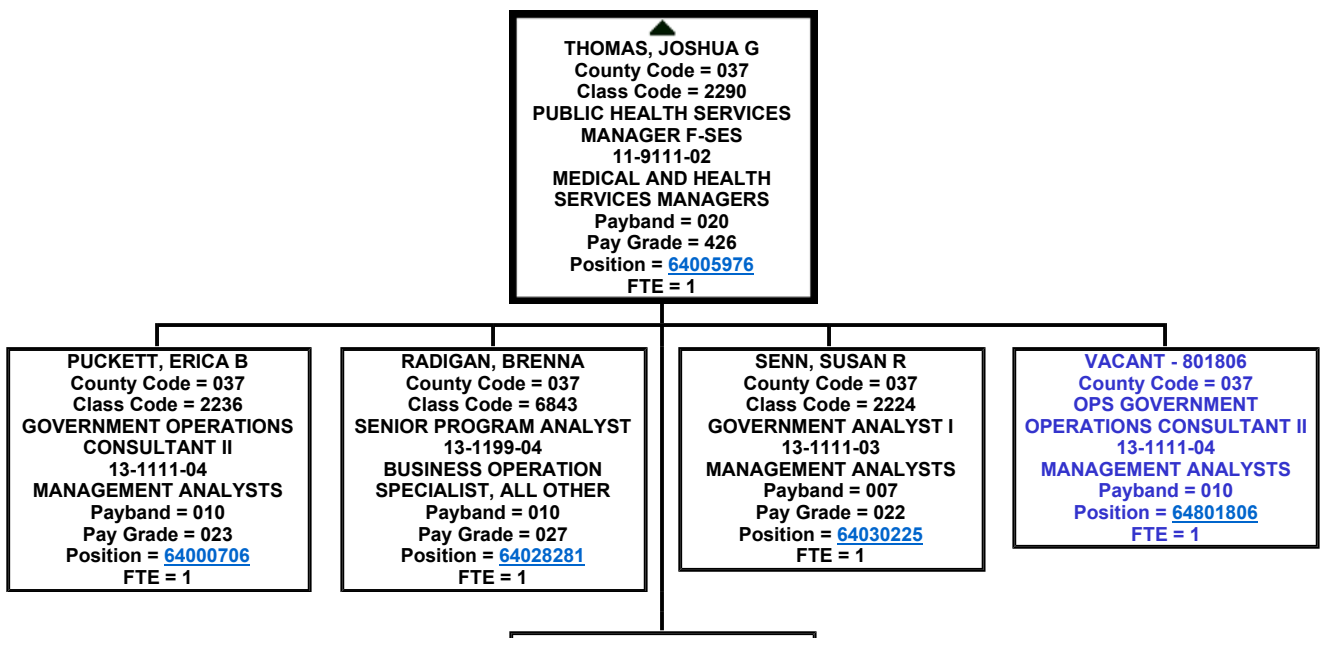 THOMAS, JOSHUA G
County Code = 037
Class Code = 2290
PUBLIC HEALTH SERVICES
MANAGER F-SES
11-9111-02
MEDICAL AND HEALTH
SERVICES MANAGERS
Payband = 020
Pay Grade = 426
Position = 64005976
FTE = 1
PUCKETT, ERICA B
County Code = 037
Class Code = 2236
GOVERNMENT OPERATIONS
CONSULTANT II
13-1111-04
MANAGEMENT ANALYSTS
Payband = 010
Pay Grade = 023
Position = 64000706
FTE = 1
RADIGAN, BRENNA
County Code = 037
Class Code = 6843
SENIOR PROGRAM ANALYST
13-1199-04
BUSINESS OPERATION
SPECIALIST, ALL OTHER
Payband = 010
Pay Grade = 027
Position = 64028281
FTE = 1
SENN, SUSAN R
County Code = 037
Class Code = 2224
GOVERNMENT ANALYST I
13-1111-03
MANAGEMENT ANALYSTS
Payband = 007
Pay Grade = 022
Position = 64030225
FTE = 1
VACANT - 801806
County Code = 037
OPS GOVERNMENT
OPERATIONS CONSULTANT II
13-1111-04
MANAGEMENT ANALYSTS
Payband = 010
Position = 64801806
FTE = 1